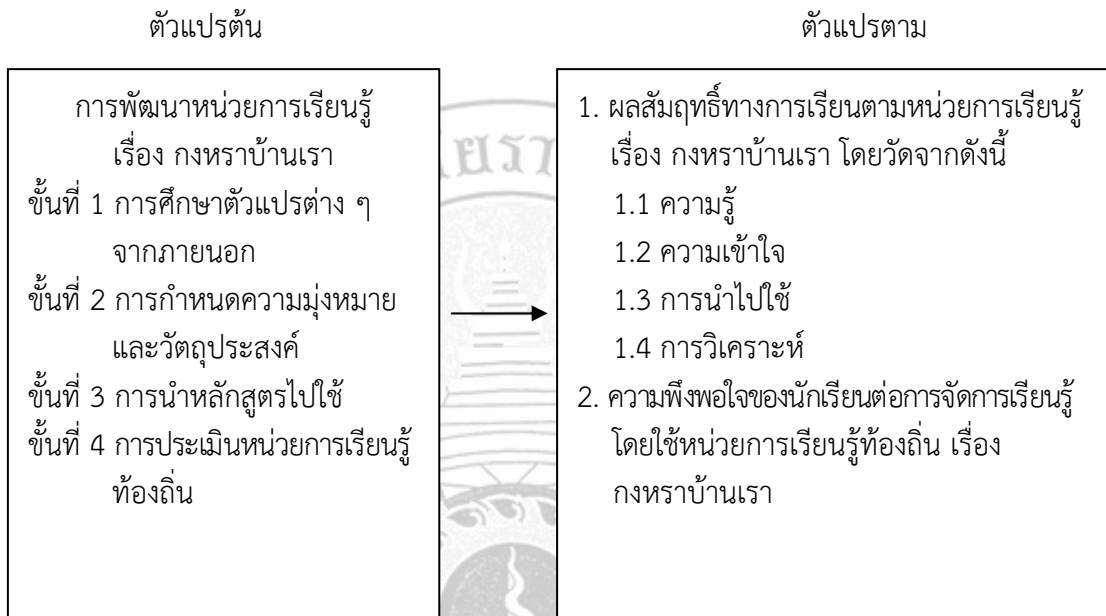 ตัวแปรต้น
ตัวแปรตาม
การพัฒนาหน่วยการเรียนรู้
เรื่อง กงหราบ้านเรา
ขั้นที่ 1 การศึกษาตัวแปรต่าง ๆ
จากภายนอก
ขั้นที่ 2 การกำหนดความมุ่งหมาย
และวัตถุประสงค์
ขั้นที่ 3 การนำหลักสูตรไปใช้
ขั้นที่ 4 การประเมินหน่วยการเรียนรู้
ท้องถิ่น
1. ผลสัมฤทธิ์ทางการเรียนตามหน่วยการเรียนรู้
เรื่อง กงหราบ้านเรา โดยวัดจากดังนี้
1.1 ความรู้
1.2 ความเข้าใจ
1.3 การนำไปใช้
1.4 การวิเคราะห์
2. ความพึงพอใจของนักเรียนต่อการจัดการเรียนรู้
โดยใช้หน่วยการเรียนรู้ท้องถิ่น เรื่อง
กงหราบ้านเรา